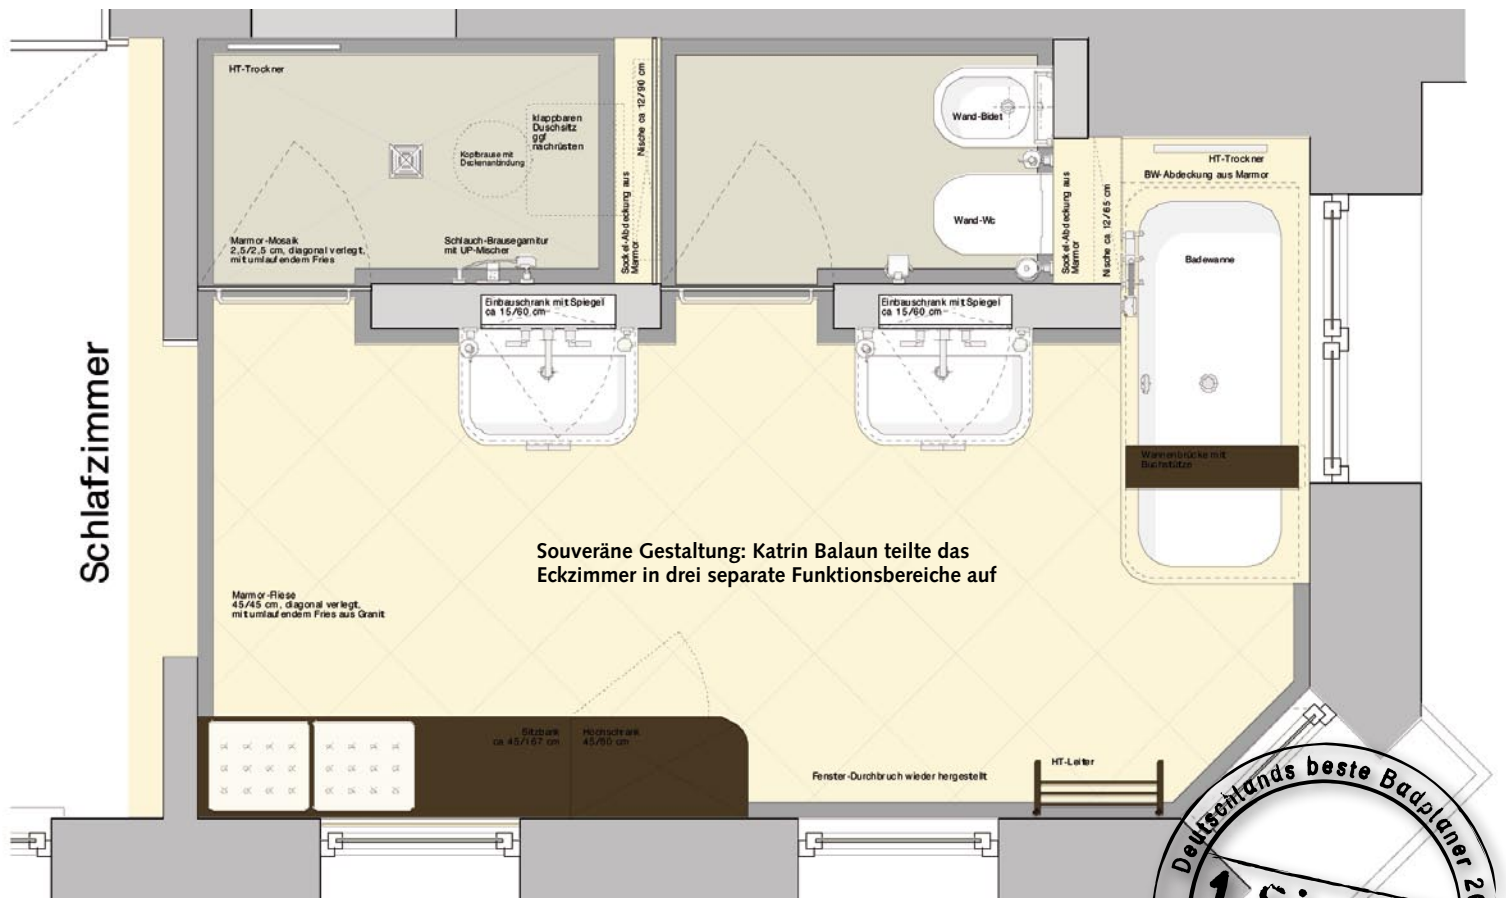 HT-Trockner
klappbaren
Duschsitz
ggf
nachrüsten
Kopfbrause mit
Deckenanbindung
Marmor-Mosaik
2,5/2,5 cm, diagonal verlegt,
mit umlaufendem Fries
Schlauch-Brausegarnitur
mit UP-Mischer
Sockel-Abdeckung aus
Marmor
Nische ca 12/90 cm
Wand-Bidet
Wand-Wc
Sockel-Abdeckung aus
Marmor
Nische ca 12/65 cm
HT-Trockner
BW-Abdeckung aus Marmor
Badewanne
Einbauschrank mit Spiegel
ca 15/60 cm
Einbauschrank mit Spiegel
ca 15/60 cm
Wannenbrücke mit
Buchstütze
Schlafzimmer
Souveräne Gestaltung: Katrin Balaun teilte das
Eckzimmer in drei separate Funktionsbereiche auf
Marmor-Fliese
45/45 cm, diagonal verlegt,
mit umlaufendem Fries aus Granit
Sitzbank
ca 45/167 cm
Hochschrank
45/60 cm
Fenster-Durchbruch wieder hergestellt
HT-Leiter
Deutschlands beste Badplaner
1